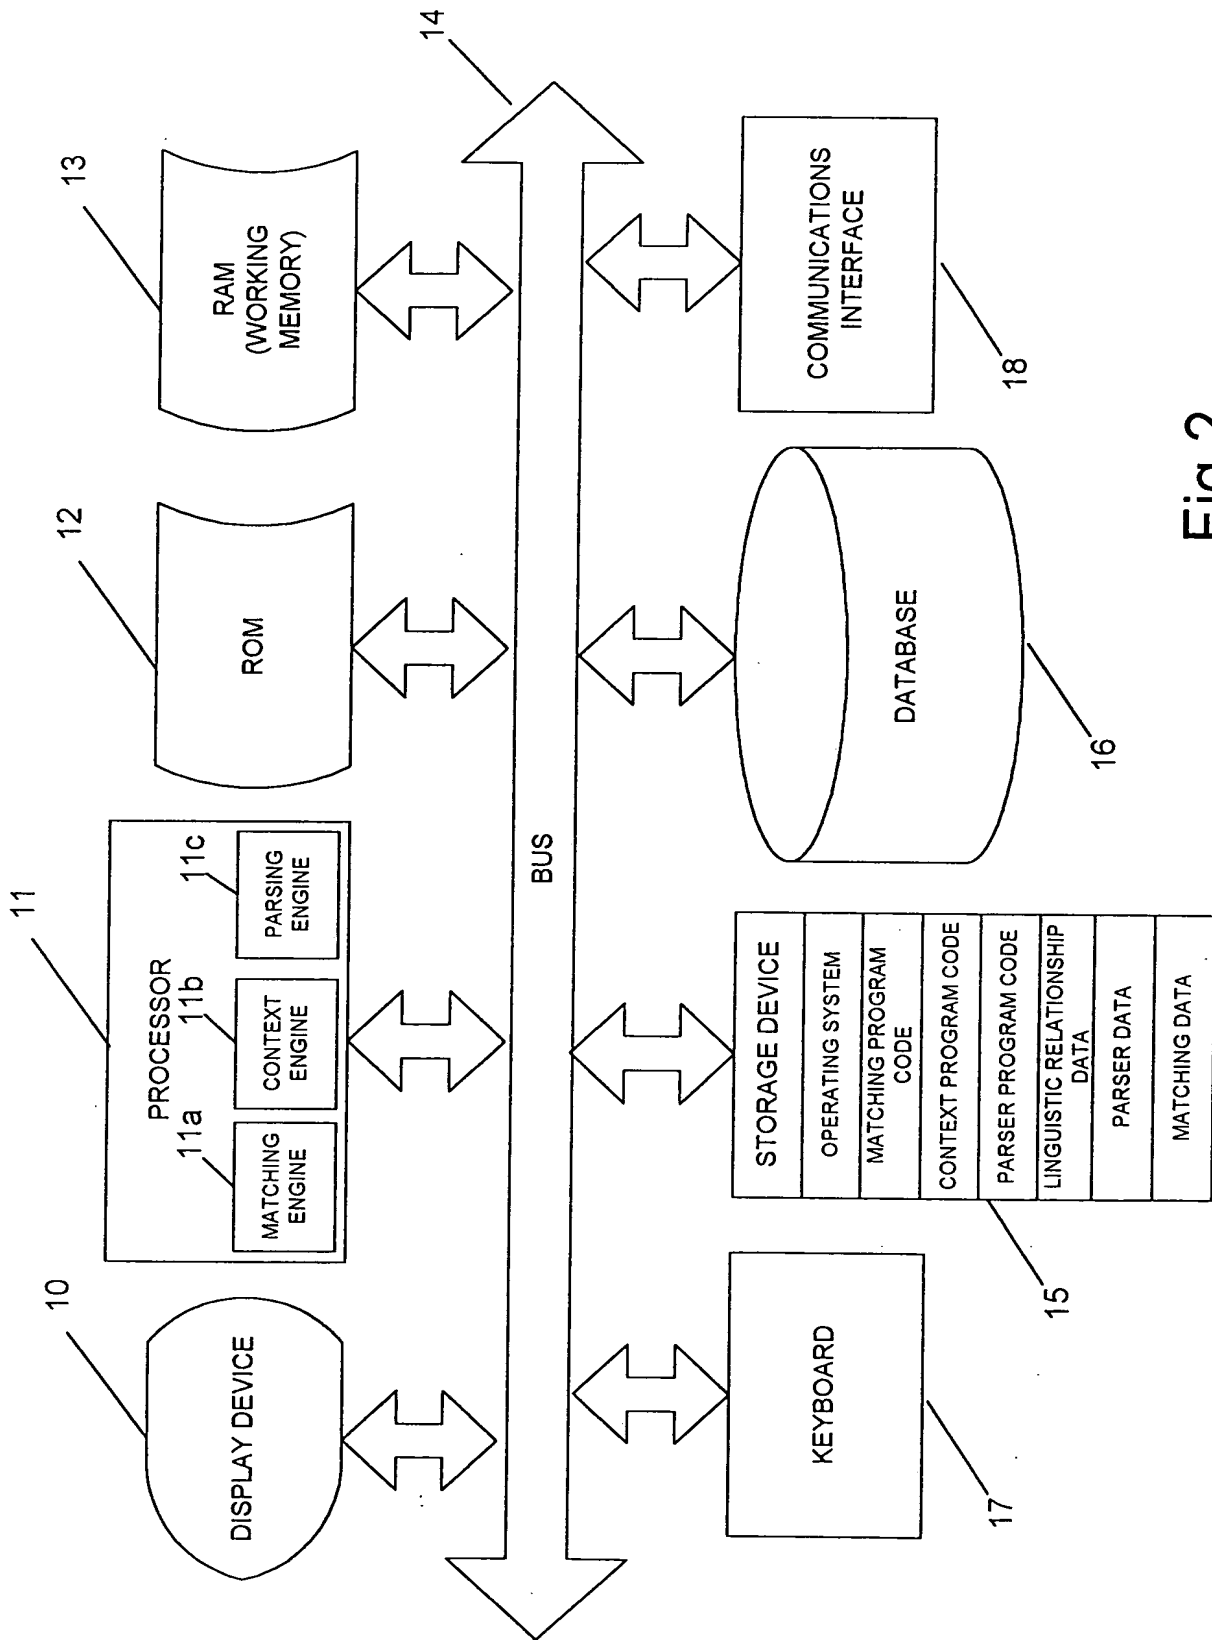 10
11
12
13
14
DISPLAY DEVICE
PROCESSOR
11a
11b
11c
MATCHING
ENGINE
CONTEXT
ENGINE
PARSING
ENGINE
ROM
RAM
(WORKING
MEMORY)
BUS
KEYBOARD
17
STORAGE DEVICE
OPERATING SYSTEM
MATCHING PROGRAM
CODE
CONTEXT PROGRAM CODE
PARSER PROGRAM CODE
LINGUISTIC RELATIONSHIP
DATA
PARSER DATA
MATCHING DATA
15
DATABASE
16
COMMUNICATIONS
INTERFACE
18
Fig 2